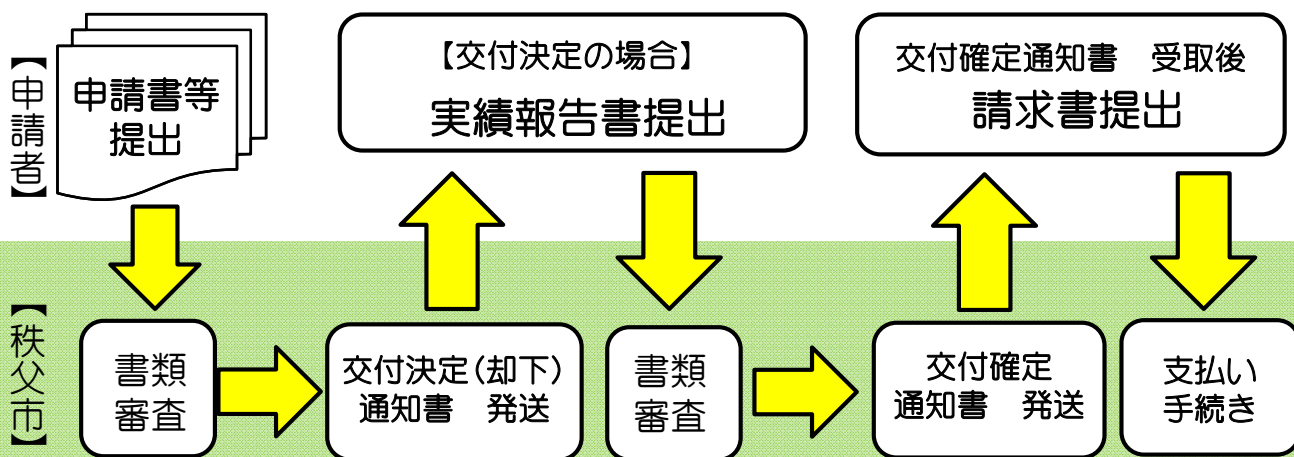 【申請者】
申請書等
提出
【交付決定の場合】
実績報告書提出
交付確定通知書　受取後
請求書提出
【秩父市】
書類
審査
交付決定(却下)
通知書　発送
書類
審査
交付確定
通知書　発送
支払い
手続き